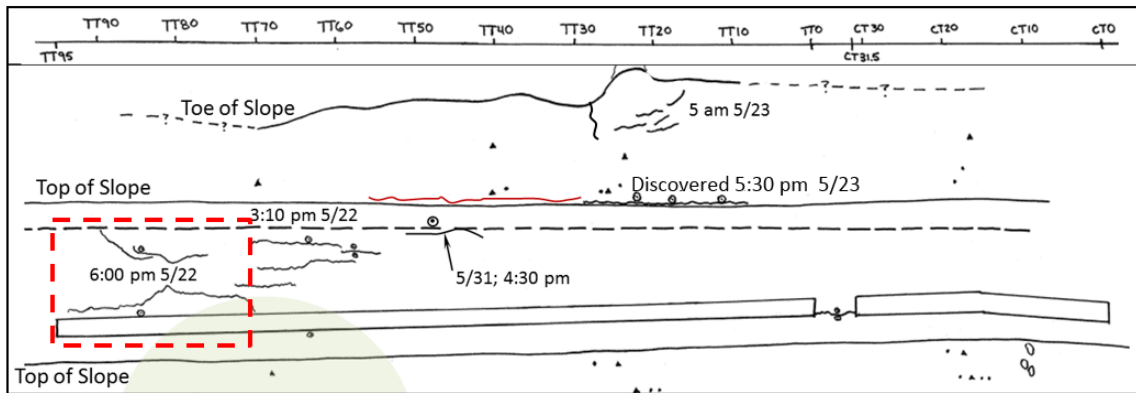 TT90 TT80 TT70 TT60 TT50 TT40 TT30 TT20 TT10 TT0 CT30 CT20 CT10 CT0
TT95 CT31.5
Toe of Slope
? ? ? ?
5 am 5/23
Top of Slope
Discovered 5:30 pm 5/23
3:10 pm 5/22
6:00 pm 5/22
5/31; 4:30 pm
Top of Slope